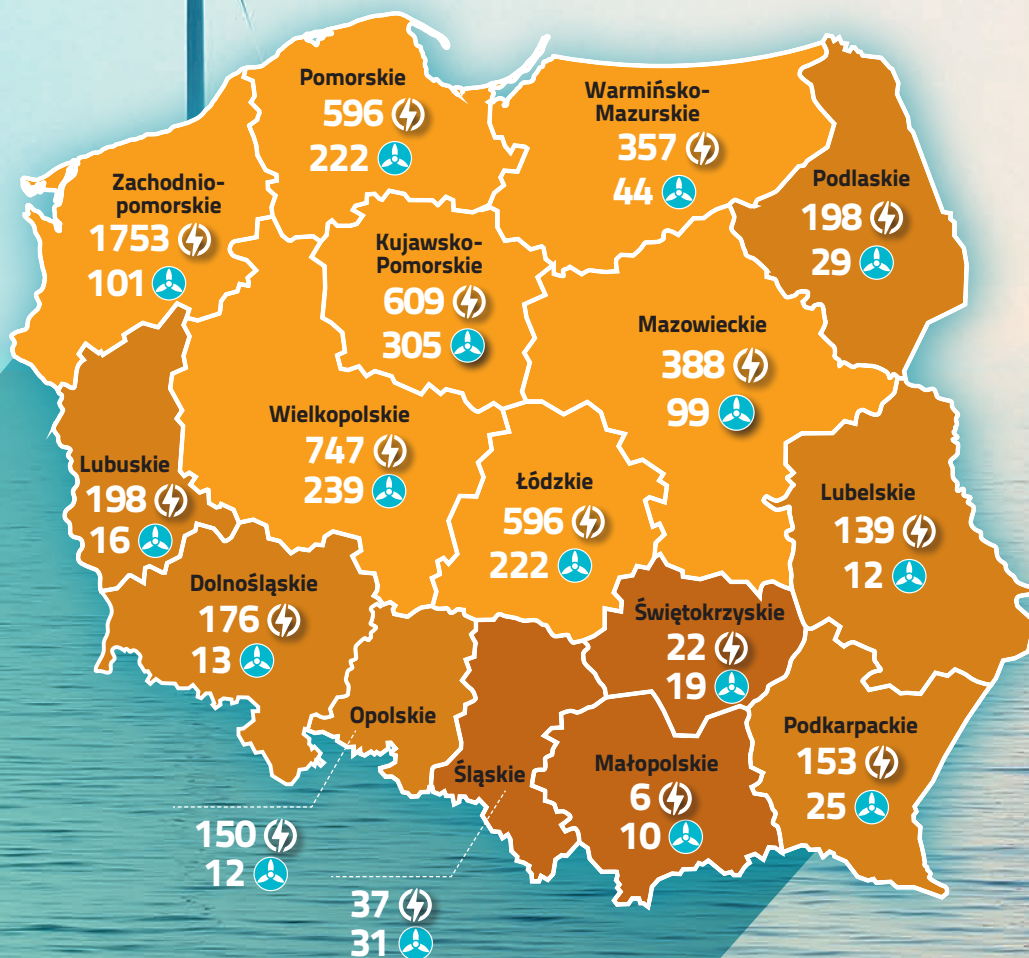 Pomorskie
596
222
Warmińsko-
Mazurskie
357
44
Podlaskie
198
29
Zachodnio-
pomorskie
1753
101
Kujawsko-
Pomorskie
609
305
Mazowieckie
388
99
Wielkopolskie
747
239
Lubuskie
198
16
Łódzkie
596
222
Lubelskie
139
12
Dolnośląskie
176
13
Świętokrzyskie
22
19
Opolskie
150
12
Śląskie
37
31
Małopolskie
6
10
Podkarpackie
153
25